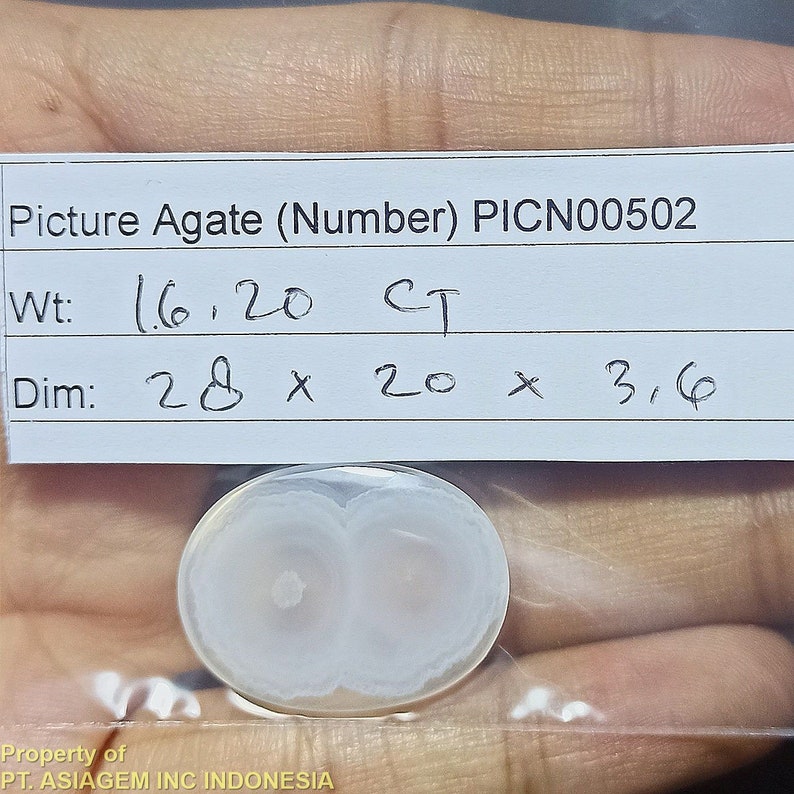 Picture Agate (Number) PICN00502
Wt: 16.20 CT
Dim: 28 x 20 x 3,6
Property of
PT. ASIAGEM INC INDONESIA